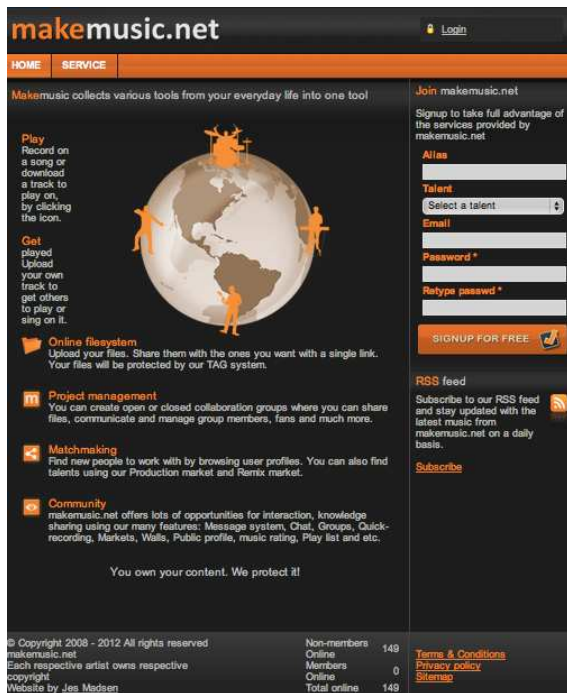 makemusic.net
Login
HOME SERVICE
Makemusic collects various tools from your everyday life into one tool
Play
Record on
a song or
download
a track to
play on,
by clicking
the icon.
Get
played
Upload
your own
track to
get others
to play or
sing on it.
Online filesystem
Upload your files. Share them with the ones you want with a single link.
Your files will be protected by our TAG system.
m
Project management
You can create open or closed collaboration groups where you can share
files, communicate and manage group members, fans and much more.
Matchmaking
Find new people to work with by browsing user profiles. You can also find
talents using our Production market and Remix market.
Community
makemusic.net offers lots of opportunities for interaction, knowledge
sharing using our many features: Message system, Chat, Groups, Quick-
recording, Markets, Walls, Public profile, music rating, Play list and etc.
You own your content. We protect it!
Join makemusic.net
Signup to take full advantage of
the services provided by
makemusic.net
Alias
Talent
Select a talent
Email
Password *
Retype passwd *
SIGNUP FOR FREE
RSS feed
Subscribe to our RSS feed
and stay updated with the
latest music from
makemusic.net on a daily
basis.
Subscribe
© Copyright 2008 - 2012 All rights reserved
makemusic.net
Each respective artist owns respective
copyright
Website by Jes Madsen
Non-members
Online 149
Members
Online 0
Total online 149
Terms & Conditions
Privacy policy
Sitemap